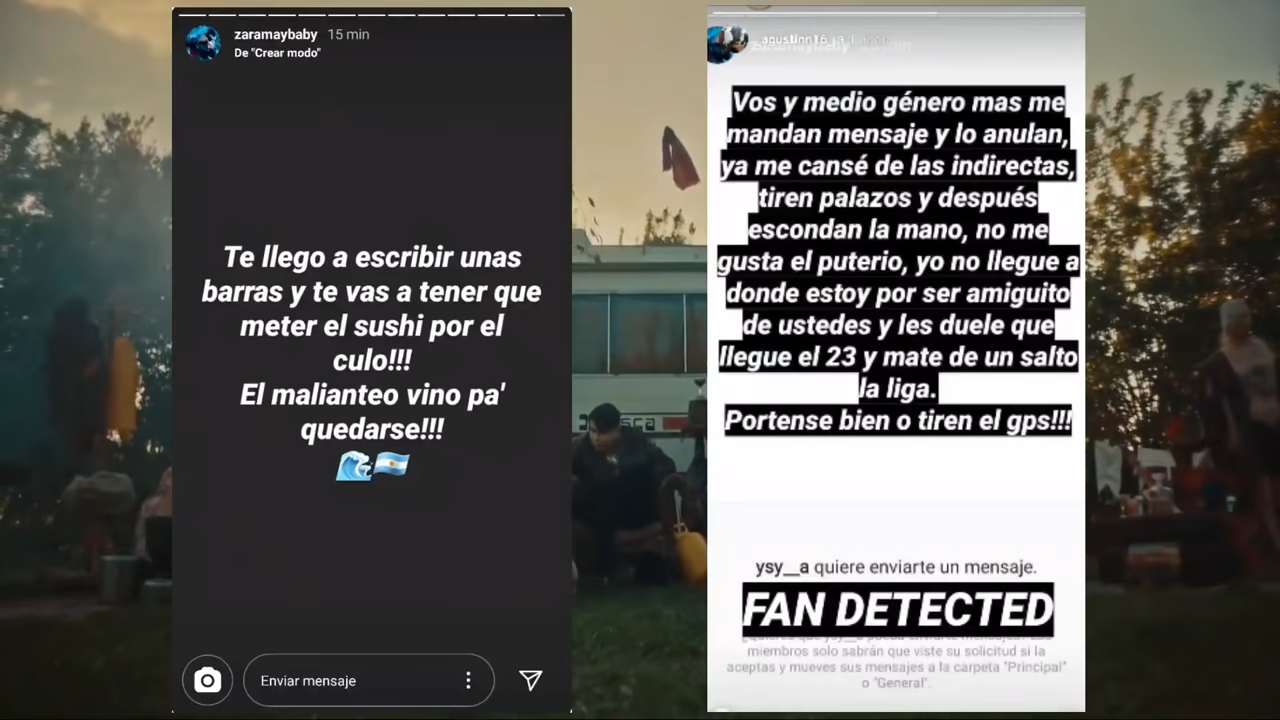 zaramaybaby 15 min
De "Crear modo"
Te llego a escribir unas
barras y te vas a tener que
meter el sushi por el
culo!!!
El malianteo vino pa'
quedarse!!!
🌊🇦🇷
Enviar mensaje
Vos y medio género mas me
mandan mensaje y lo anulan,
ya me cansé de las indirectas,
tiren palazos y después
escondan la mano, no me
gusta el puterio, yo no llegue a
donde estoy por ser amiguito
de ustedes y les duele que
llegue el 23 y mate de un salto
la liga.
Portense bien o tiren el gps!!!
ysy__a quiere enviarte un mensaje.
FAN DETECTED
miembros solo sabrán que viste su solicitud si la
aceptas y mueves sus mensajes a la carpeta "Principal"
o "General".